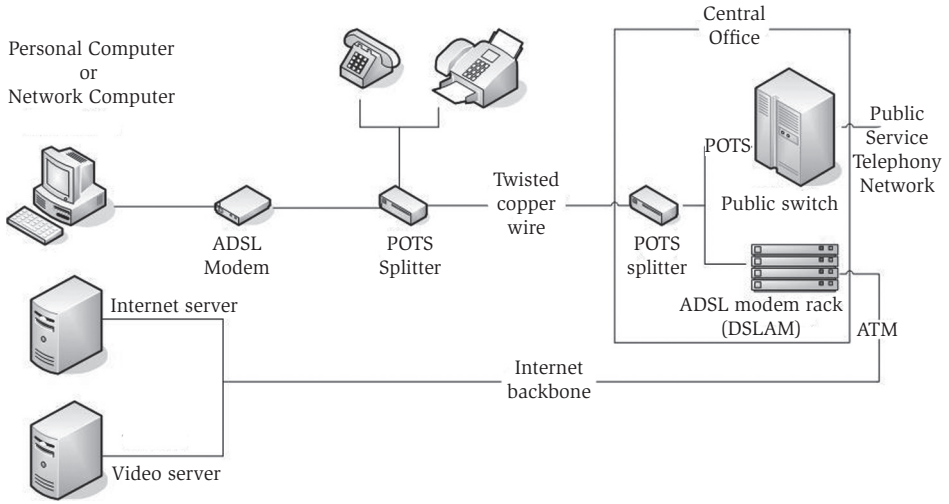 Personal Computer
or
Network Computer
Central
Office
POTS
Public
Service
Telephony
Network
Public switch
ADSL
Modem
POTS
Splitter
Twisted
copper
wire
POTS
splitter
ADSL modem rack
(DSLAM)
ATM
Internet server
Internet
backbone
Video server